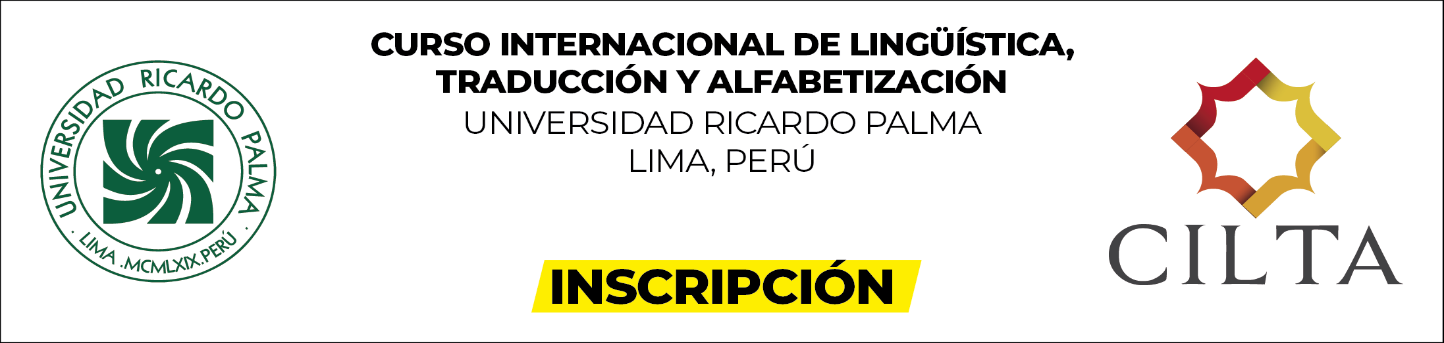 CURSO INTERNACIONAL DE LINGÜÍSTICA,
TRADUCCIÓN Y ALFABETIZACIÓN
UNIVERSIDAD RICARDO PALMA
LIMA, PERÚ
UNIVERSIDAD RICARDO PALMA
· LIMA .MCMLXIX.PERÚ ·
CILTA
INSCRIPCIÓN